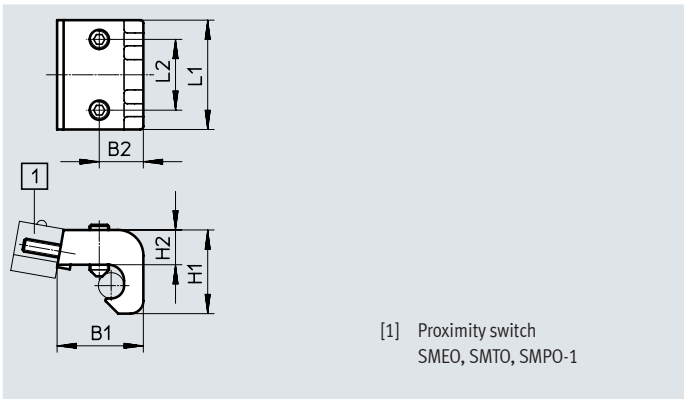 L2
L1
B2
1
H2
H1
B1
[1] Proximity switch
SMEO, SMTO, SMPO-1